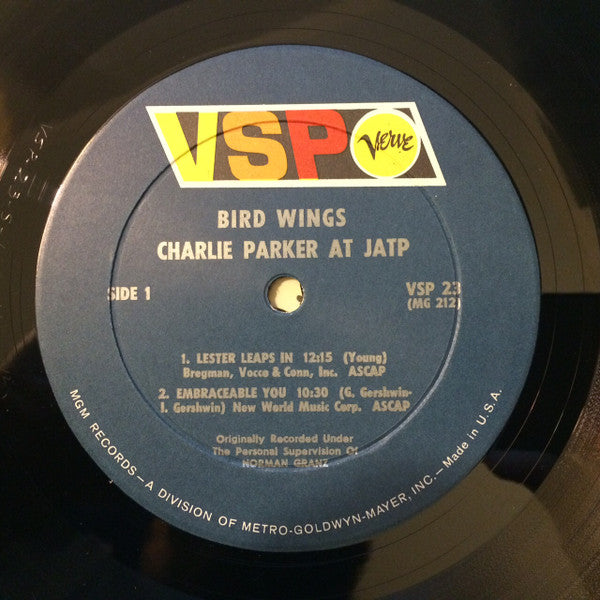 VSP Verve
BIRD WINGS
CHARLIE PARKER AT JATP
SIDE 1
VSP 23
(MG 212)
1. LESTER LEAPS IN 12:15 (Young)
Bregman, Vocco & Conn, Inc. ASCAP
2. EMBRACEABLE YOU 10:30 (G. Gershwin-
I. Gershwin) New World Music Corp. ASCAP
Originally Recorded Under
The Personal Supervision Of
NORMAN GRANZ
MGM RECORDS—A DIVISION OF METRO-GOLDWYN-MAYER, INC.—Made in U.S.A.